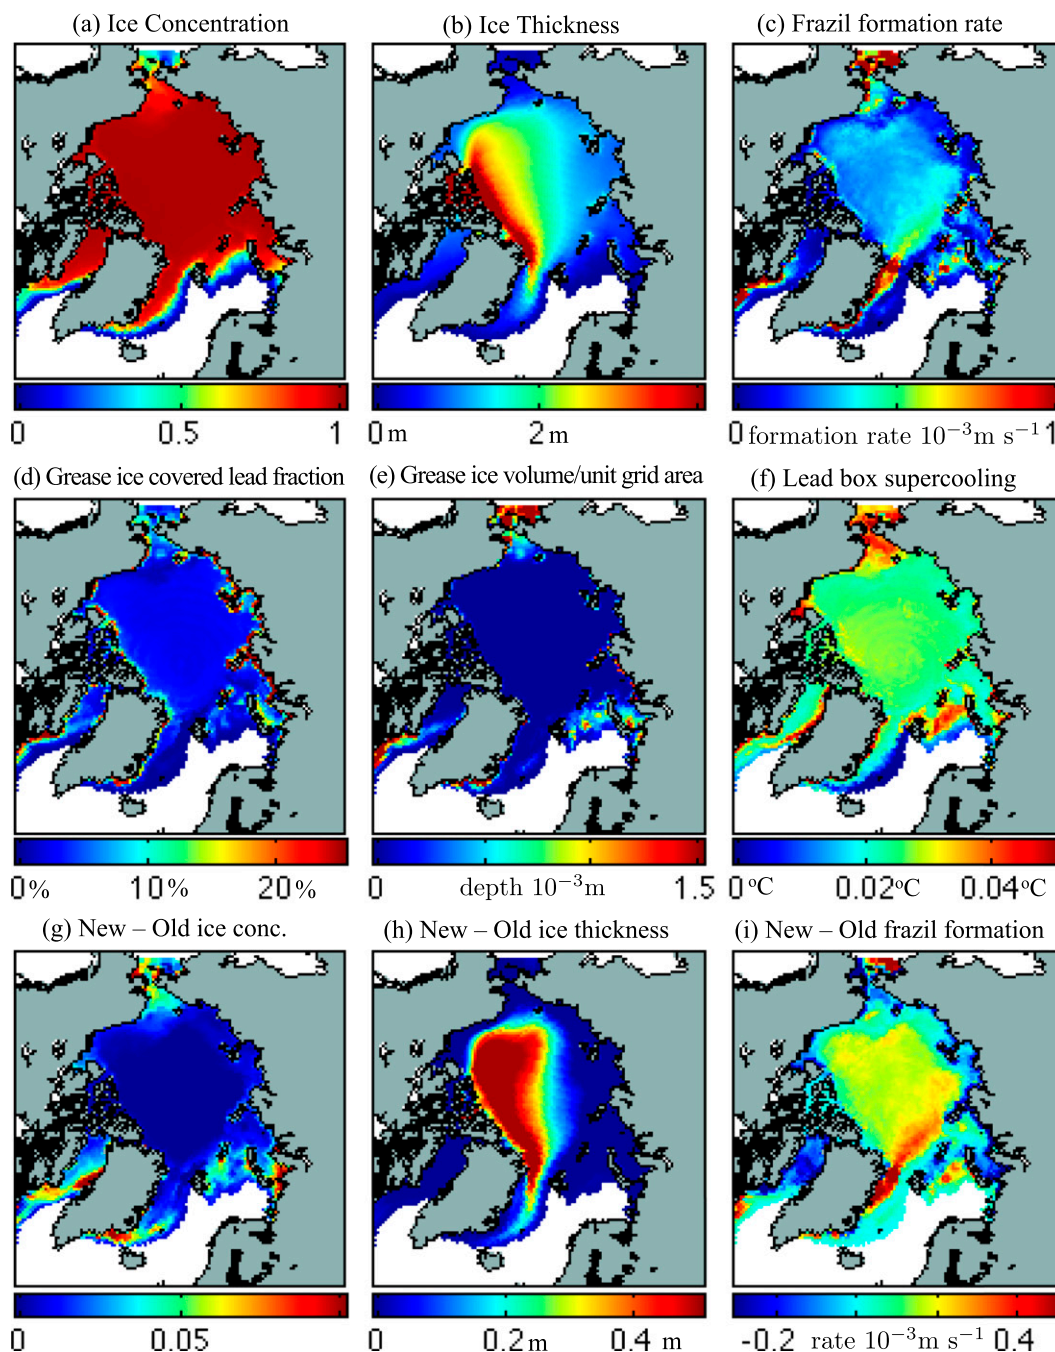 (a) Ice Concentration (b) Ice Thickness (c) Frazil formation rate
0 0.5 1 0 m 2 m 0 formation rate 10⁻³m s⁻¹ 1
(d) Grease ice covered lead fraction (e) Grease ice volume/unit grid area (f) Lead box supercooling
0% 10% 20% 0 depth 10⁻³m 1.5 0 °C 0.02°C 0.04°C
(g) New – Old ice conc. (h) New – Old ice thickness (i) New – Old frazil formation
0 0.05 0 0.2 m 0.4 m -0.2 rate 10⁻³m s⁻¹ 0.4